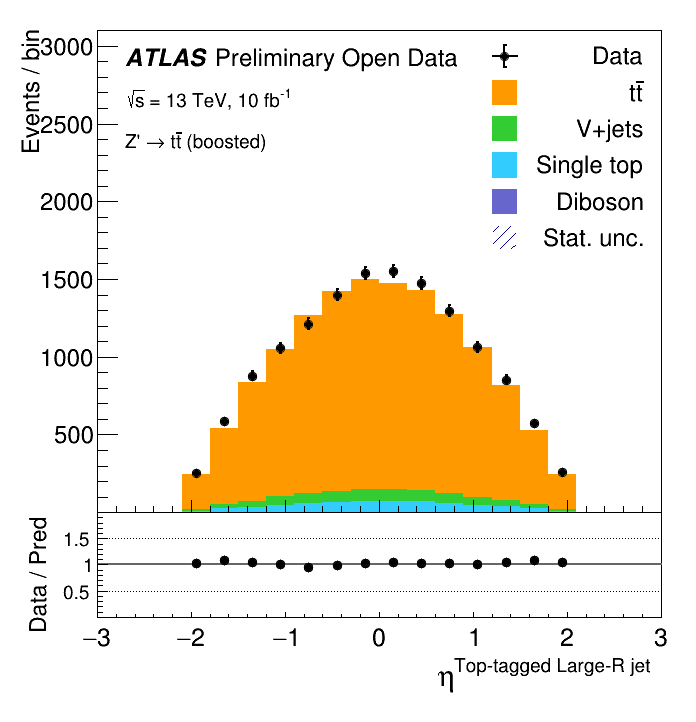 Events / bin
3000
2500
2000
1500
1000
500
ATLAS Preliminary Open Data
√s = 13 TeV, 10 fb⁻¹
Z' → tt̄ (boosted)
Data
tt̄
V+jets
Single top
Diboson
Stat. unc.
Data / Pred
1.5
1
0.5
−3 −2 −1 0 1 2 3
η^Top-tagged Large-R jet